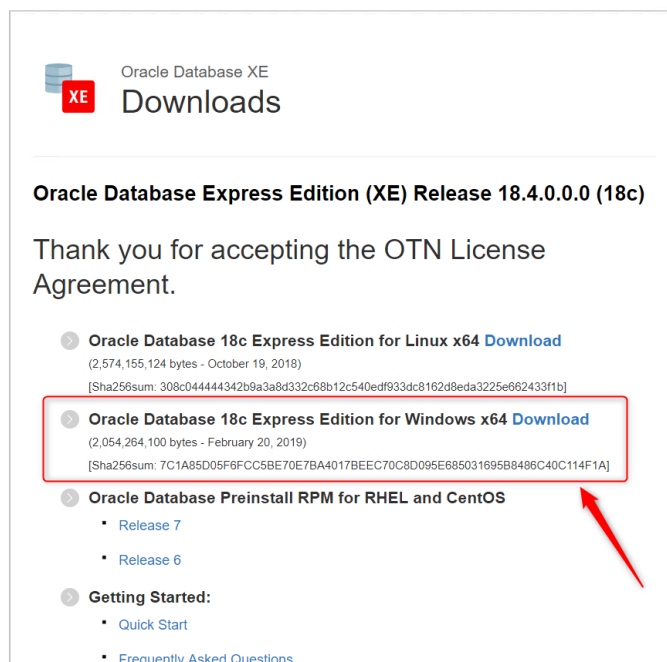 Oracle Database XE
XE
Downloads
Oracle Database Express Edition (XE) Release 18.4.0.0.0 (18c)
Thank you for accepting the OTN License
Agreement.
Oracle Database 18c Express Edition for Linux x64 Download
(2,574,155,124 bytes - October 19, 2018)
[Sha256sum: 308c044444342b9a3a8d332c68b12c540edf933dc8162d8eda3225e662433f1b]
Oracle Database 18c Express Edition for Windows x64 Download
(2,054,264,100 bytes - February 20, 2019)
[Sha256sum: 7C1A85D05F6FCC5BE70E7BA4017BEEC70C8D095E685031695B8486C40C114F1A]
Oracle Database Preinstall RPM for RHEL and CentOS
Release 7
Release 6
Getting Started:
Quick Start
Frequently Asked Questions